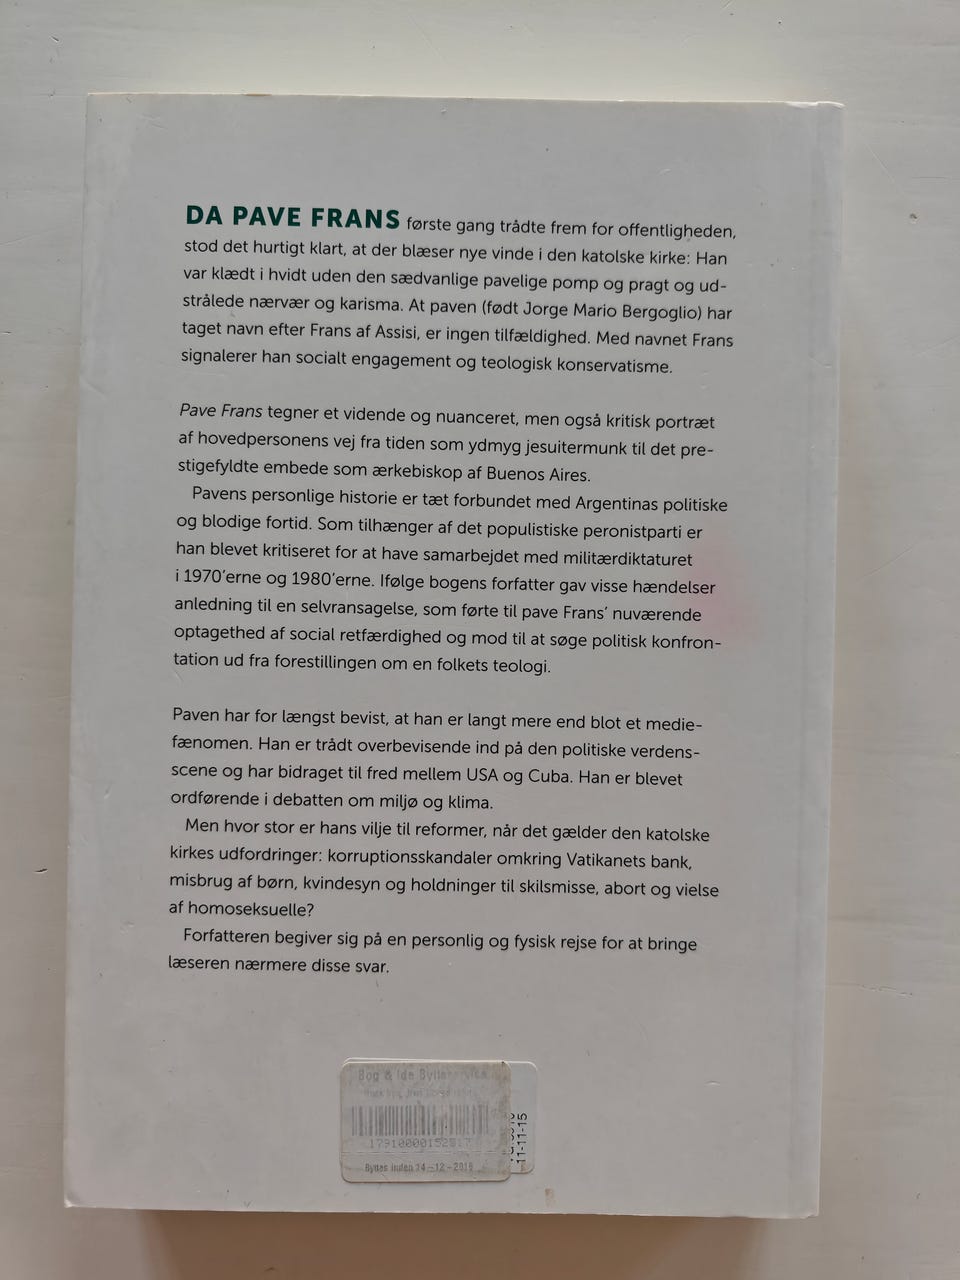 DA PAVE FRANS første gang trådte frem for offentligheden,
stod det hurtigt klart, at der blæser nye vinde i den katolske kirke: Han
var klædt i hvidt uden den sædvanlige pavelige pomp og pragt og ud-
strålede nærvær og karisma. At paven (født Jorge Mario Bergoglio) har
taget navn efter Frans af Assisi, er ingen tilfældighed. Med navnet Frans
signalerer han socialt engagement og teologisk konservatisme.
Pave Frans tegner et vidende og nuanceret, men også kritisk portræt
af hovedpersonens vej fra tiden som ydmyg jesuitermunk til det pre-
stigefyldte embede som ærkebiskop af Buenos Aires.
Pavens personlige historie er tæt forbundet med Argentinas politiske
og blodige fortid. Som tilhænger af det populistiske peronistparti er
han blevet kritiseret for at have samarbejdet med militærdiktaturet
i 1970'erne og 1980'erne. Ifølge bogens forfatter gav visse hændelser
anledning til en selvransagelse, som førte til pave Frans' nuværende
optagethed af social retfærdighed og mod til at søge politisk konfron-
tation ud fra forestillingen om en folkets teologi.
Paven har for længst bevist, at han er langt mere end blot et medie-
fænomen. Han er trådt overbevisende ind på den politiske verdens-
scene og har bidraget til fred mellem USA og Cuba. Han er blevet
ordførende i debatten om miljø og klima.
Men hvor stor er hans vilje til reformer, når det gælder den katolske
kirkes udfordringer: korruptionsskandaler omkring Vatikanets bank,
misbrug af børn, kvindesyn og holdninger til skilsmisse, abort og vielse
af homoseksuelle?
Forfatteren begiver sig på en personlig og fysisk rejse for at bringe
læseren nærmere disse svar.
Bog & Ide
Byttes inden
11-11-15